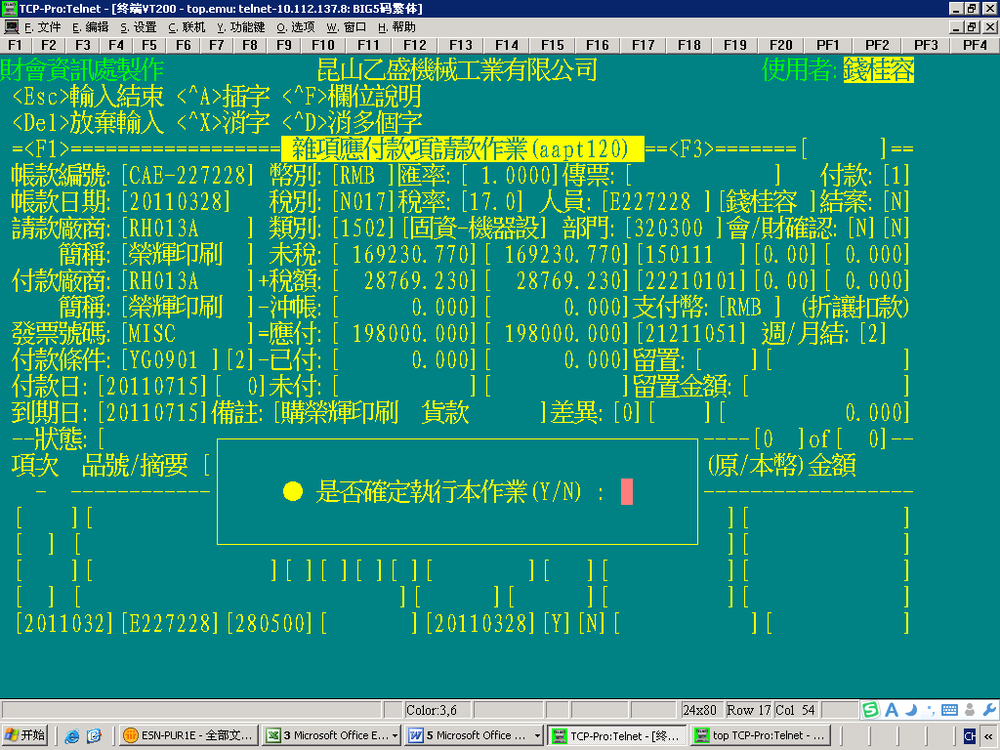 TCP-Pro:Telnet - [终端VT200 - top.emu: telnet-10.112.137.8: BIG5码繁体]
F. 文件 E. 编辑 S. 设置 C. 联机 Y. 功能键 O. 选项 W. 窗口 H. 帮助
F1 F2 F3 F4 F5 F6 F7 F8 F9 F10 F11 F12 F13 F14 F15 F16 F17 F18 F19 F20 PF1 PF2 PF3 PF4
財會資訊處製作 昆山乙盛機械工業有限公司 使用者: 錢桂容
<Esc>輸入結束 <^A>插字 <^F>欄位說明
<Del>放棄輸入 <^X>消字 <^D>消多個字
=<F1>================== 雜項應付款項請款作業(aapt120) ==<F3>=======[ ]==
帳款編號: [CAE-227228] 幣別: [RMB ]匯率: [ 1.0000]傳票: [ ] 付款: [1]
帳款日期: [20110328] 稅別: [N017]稅率: [17.0] 人員: [E227228 ] [錢桂容 ]結案: [N]
請款廠商: [RH013A ] 類別: [1502][固資-機器設] 部門: [320300 ]會/財確認: [N][N]
簡稱: [榮輝印刷 ] 未稅: [ 169230.770][ 169230.770][150111 ][0.00][ 0.000]
付款廠商: [RH013A ]+稅額: [ 28769.230][ 28769.230][22210101][0.00][ 0.000]
簡稱: [榮輝印刷 ]-沖帳: [ 0.000][ 0.000]支付幣: [RMB ] (折讓扣款)
發票號碼: [MISC ]=應付: [ 198000.000][ 198000.000][21211051] 週/月結: [2]
付款條件: [YG0901 ][2]-已付: [ 0.000][ 0.000]留置: [ ] [ ]
付款日: [20110715][ 0]未付: [ ][ ]留置金額: [ ]
到期日: [20110715]備註: [購榮輝印刷 貨款 ]差異: [0][ ][ 0.000]
--狀態: [ ----[0 ]of[ 0]--
項次 品號/摘要 [ (原/本幣)金額
- ------------ ------------------
是否確定執行本作業(Y/N) :
[ ][ ][ ]
[ ] [ ][ ]
[ ][ ][ ][ ][ ][ ][ ][ ][ ][ ]
[ ] [ ][ ][ ][ ][ ]
[2011032][E227228][280500][ ][20110328][Y][N][ ][ ]
Color:3,6 24x80 Row 17 Col 54
开始 ESN-PUR1E - 全部文... 3 Microsoft Office E... 5 Microsoft Office ... TCP-Pro:Telnet - [终... top TCP-Pro:Telnet - ... CH «